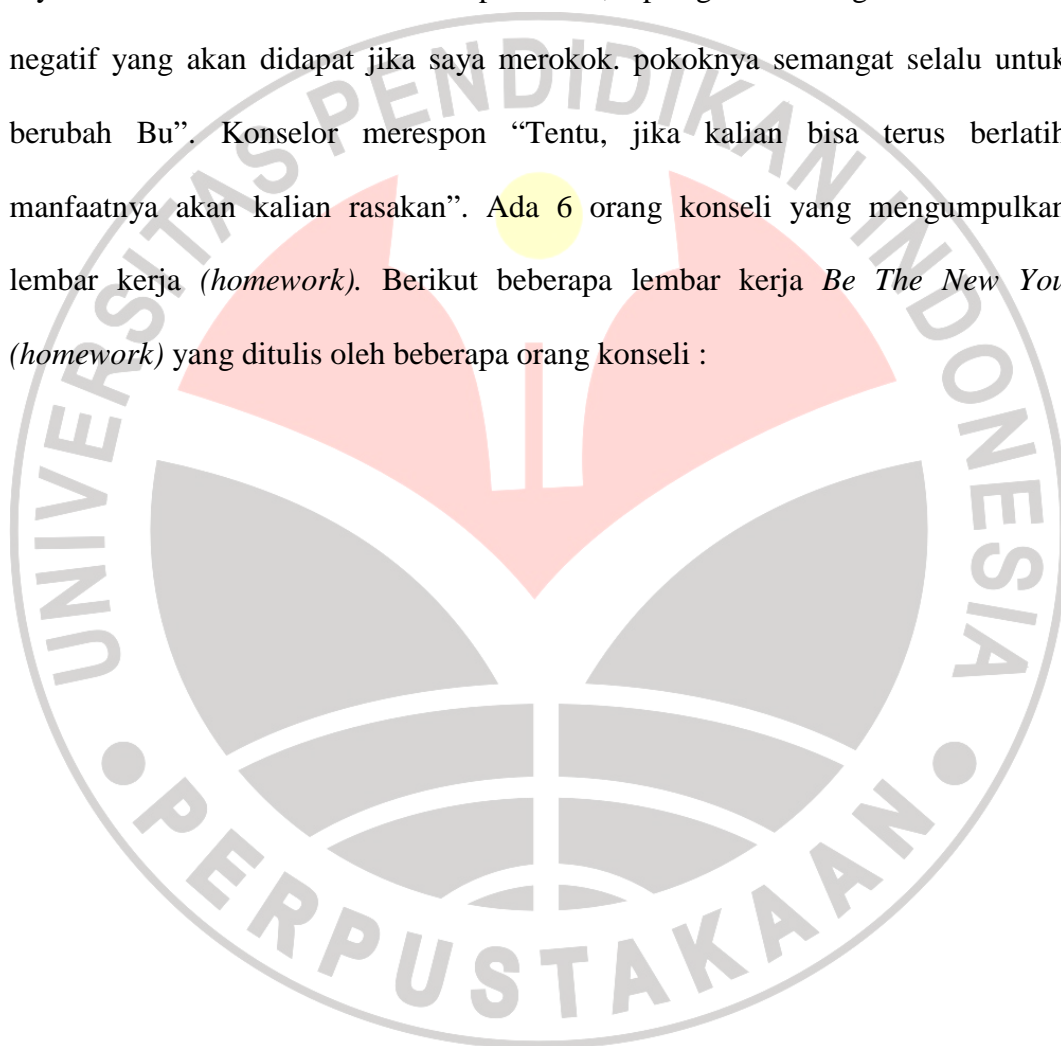 negatif yang akan didapat jika saya merokok. pokoknya semangat selalu untuk
berubah Bu”. Konselor merespon “Tentu, jika kalian bisa terus berlatih
manfaatnya akan kalian rasakan”. Ada 6 orang konseli yang mengumpulkan
lembar kerja (homework). Berikut beberapa lembar kerja Be The New You
(homework) yang ditulis oleh beberapa orang konseli :
UNIVERSITAS PENDIDIKAN INDONESIA
PERPUSTAKAAN